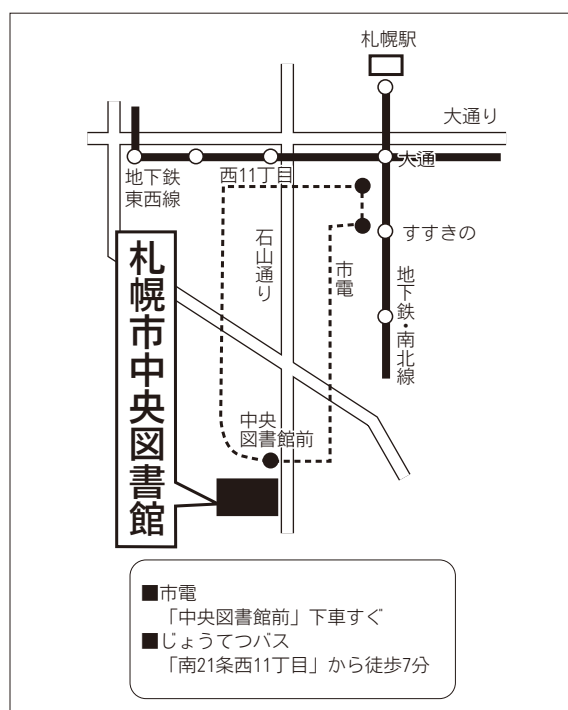 札幌駅
大通り
大通
地下鉄
東西線
西11丁目
すすきの
石山通り
市電
地下鉄・南北線
札幌市中央図書館
中央
図書館前
■市電
「中央図書館前」下車すぐ
■じょうてつバス
「南21条西11丁目」から徒歩7分